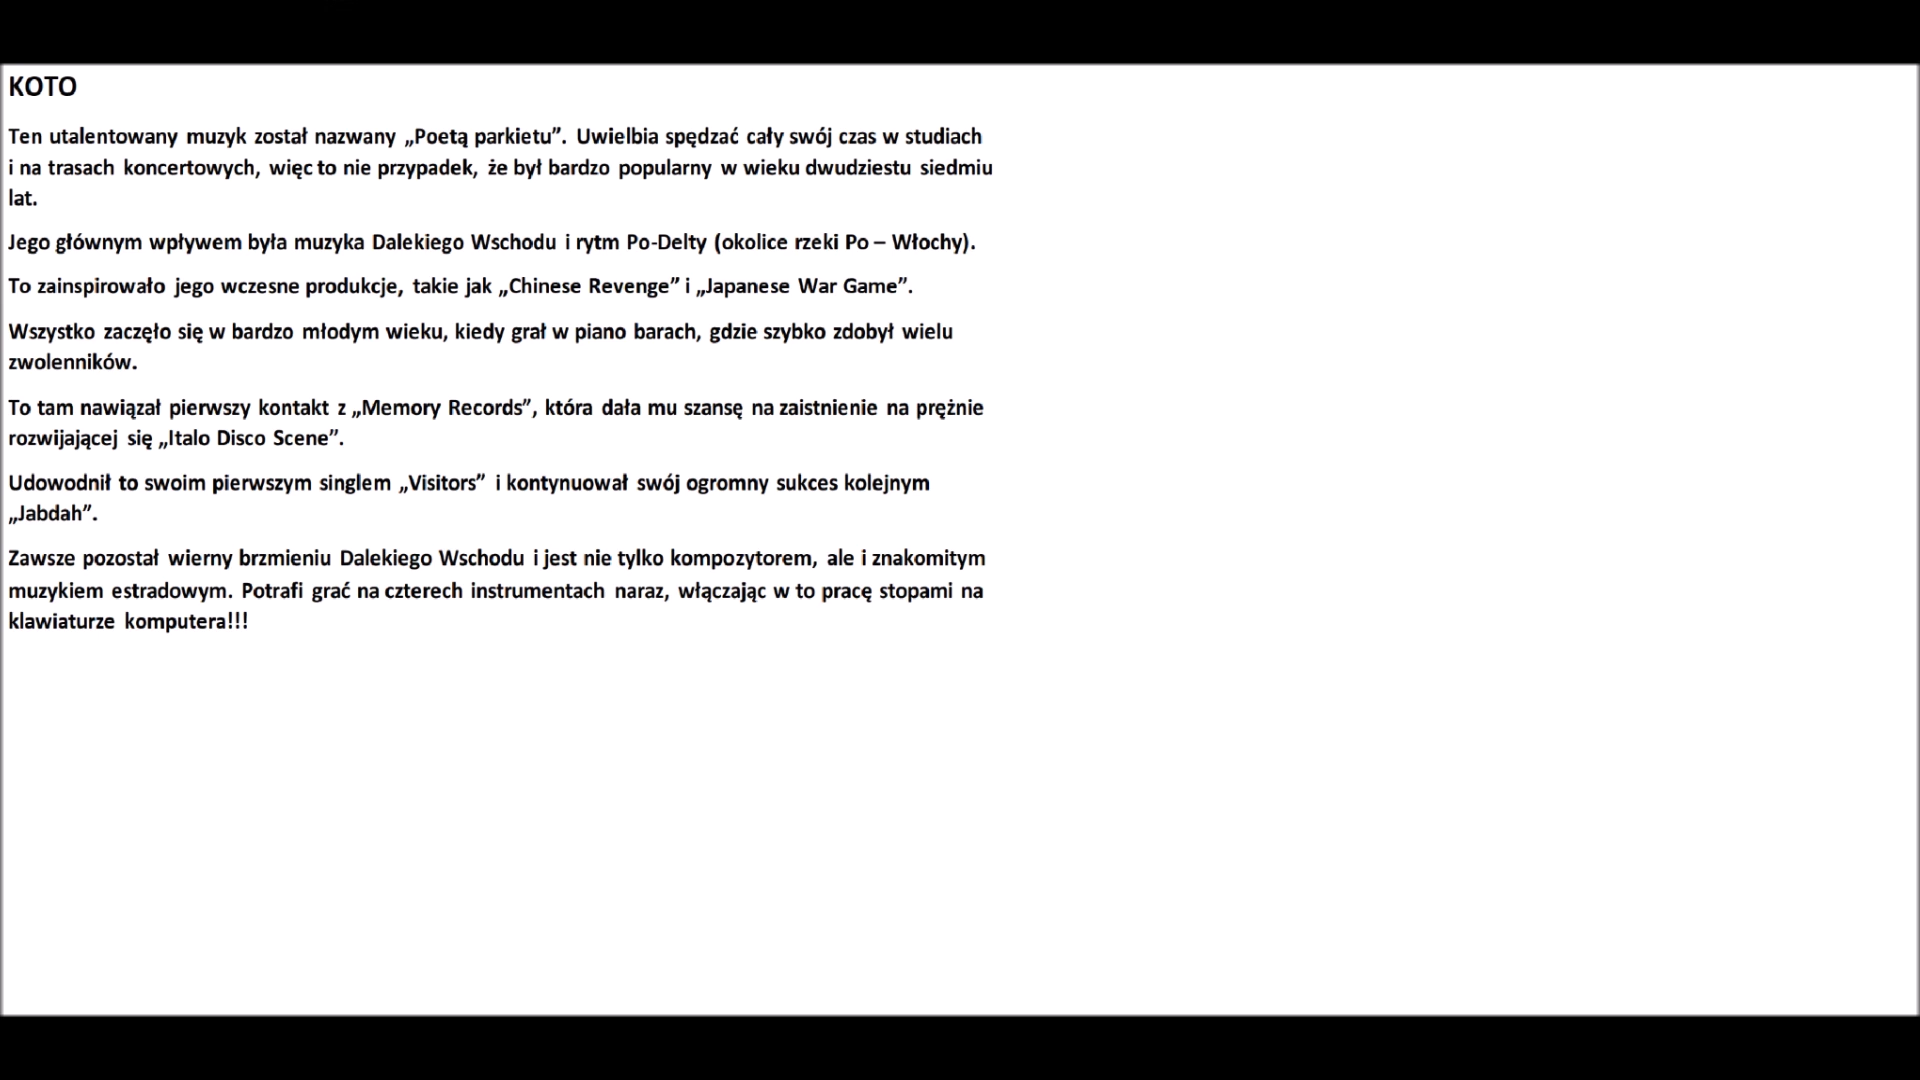 KOTO
Ten utalentowany muzyk został nazwany „Poetą parkietu”. Uwielbia spędzać cały swój czas w studiach
i na trasach koncertowych, więc to nie przypadek, że był bardzo popularny w wieku dwudziestu siedmiu
lat.
Jego głównym wpływem była muzyka Dalekiego Wschodu i rytm Po-Delty (okolice rzeki Po – Włochy).
To zainspirowało jego wczesne produkcje, takie jak „Chinese Revenge” i „Japanese War Game”.
Wszystko zaczęło się w bardzo młodym wieku, kiedy grał w piano barach, gdzie szybko zdobył wielu
zwolenników.
To tam nawiązał pierwszy kontakt z „Memory Records”, która dała mu szansę na zaistnienie na prężnie
rozwijającej się „Italo Disco Scene”.
Udowodnił to swoim pierwszym singlem „Visitors” i kontynuował swój ogromny sukces kolejnym
„Jabdah”.
Zawsze pozostał wierny brzmieniu Dalekiego Wschodu i jest nie tylko kompozytorem, ale i znakomitym
muzykiem estradowym. Potrafi grać na czterech instrumentach naraz, włączając w to pracę stopami na
klawiaturze komputera!!!